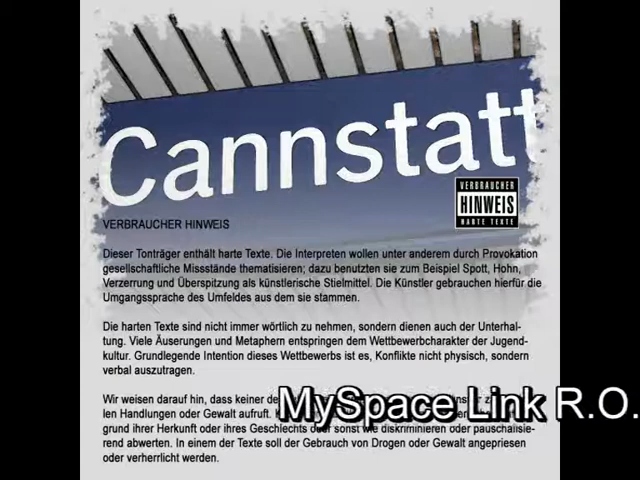 Cannstatt
VERBRAUCHER
HINWEIS
HARTE TEXTE
VERBRAUCHER HINWEIS
Dieser Tonträger enthält harte Texte. Die Interpreten wollen unter anderem durch Provokation
gesellschaftliche Missstände thematisieren; dazu benutzten sie zum Beispiel Spott, Hohn,
Verzerrung und Überspitzung als künstlerische Stielmittel. Die Künstler gebrauchen hierfür die
Umgangssprache des Umfeldes aus dem sie stammen.
Die harten Texte sind nicht immer wörtlich zu nehmen, sondern dienen auch der Unterhal-
tung. Viele Äuserungen und Metaphern entspringen dem Wettbewerbcharakter der Jugend-
kultur. Grundlegende Intention dieses Wettbewerbs ist es, Konflikte nicht physisch, sondern
verbal auszutragen.
Wir weisen darauf hin, dass keiner
MySpace Link R.O.
len Handlungen oder Gewalt aufruft.
grund ihrer Herkunft oder ihres Geschlechts oder sonst wie diskriminieren oder pauschalisie-
rend abwerten. In einem der Texte soll der Gebrauch von Drogen oder Gewalt angepriesen
oder verherrlicht werden.